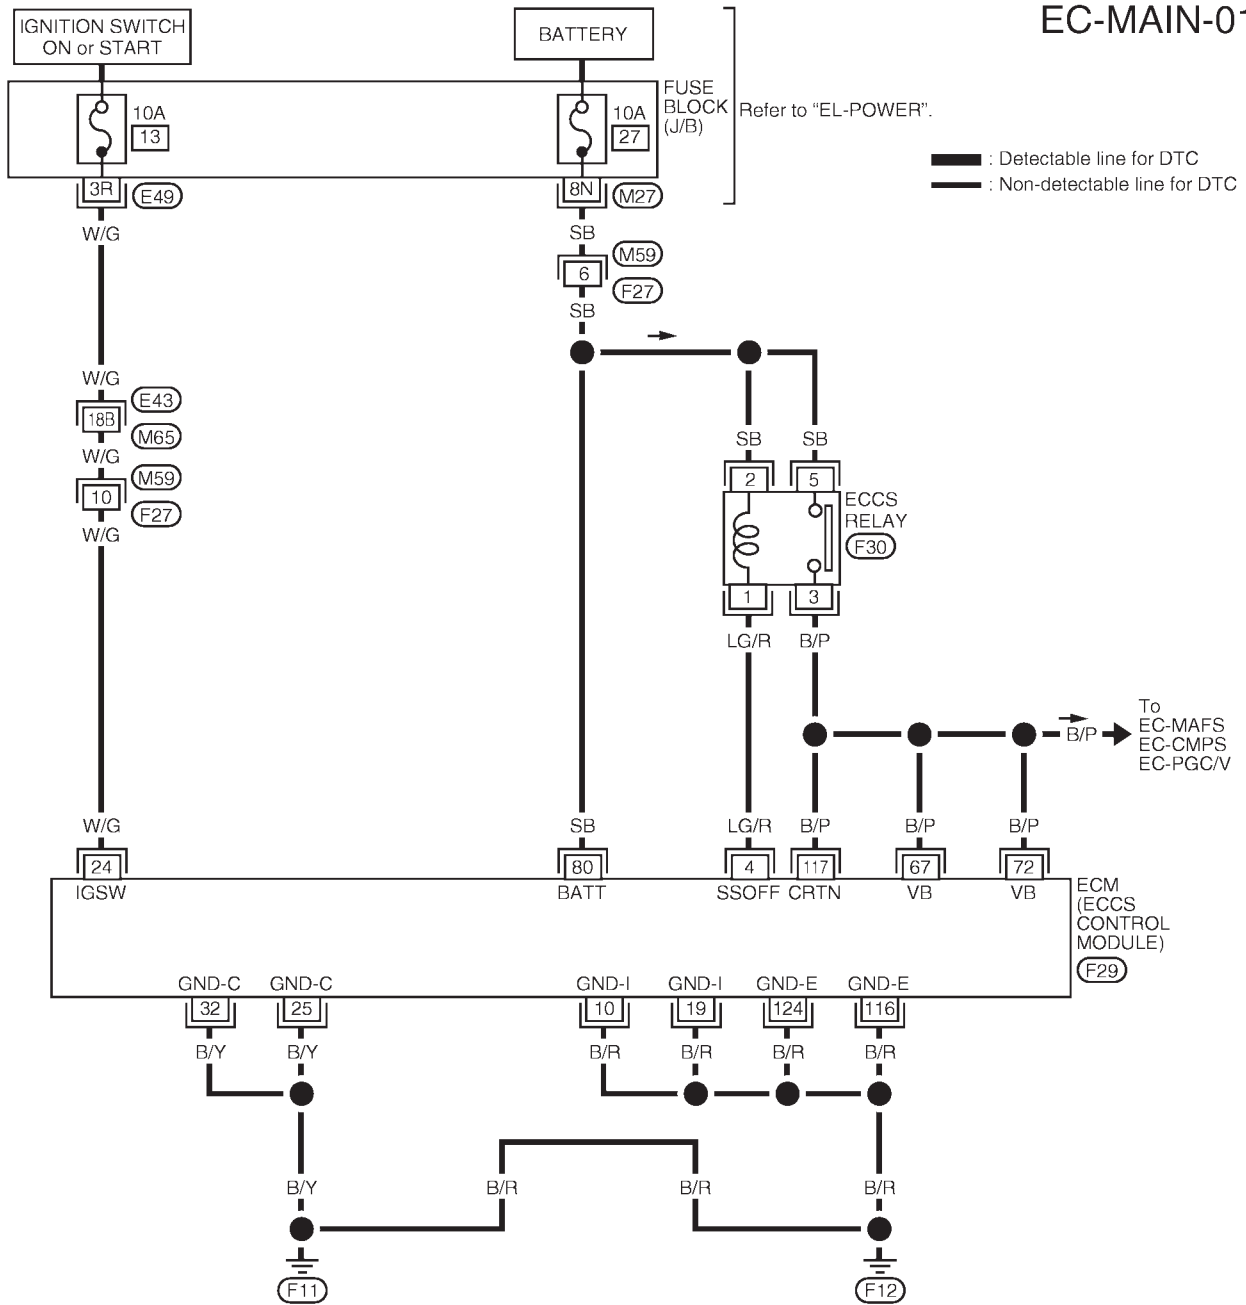 EC-MAIN-01
IGNITION SWITCH
ON or START
BATTERY
FUSE
BLOCK
(J/B)
Refer to “EL-POWER”.
10A
13
10A
27
: Detectable line for DTC
: Non-detectable line for DTC
3R
E49
8N
M27
W/G
SB
6
M59
F27
SB
W/G
18B
E43
M65
W/G
10
M59
F27
W/G
SB
SB
2
5
ECCS
RELAY
F30
1
3
LG/R
B/P
B/P
To
EC-MAFS
EC-CMPS
EC-PGC/V
W/G
SB
LG/R
B/P
B/P
B/P
24
80
4
117
67
72
IGSW
BATT
SSOFF
CRTN
VB
VB
ECM
(ECCS
CONTROL
MODULE)
F29
GND-C
GND-C
GND-I
GND-I
GND-E
GND-E
32
25
10
19
124
116
B/Y
B/Y
B/R
B/R
B/R
B/R
B/Y
B/R
B/R
B/R
F11
F12